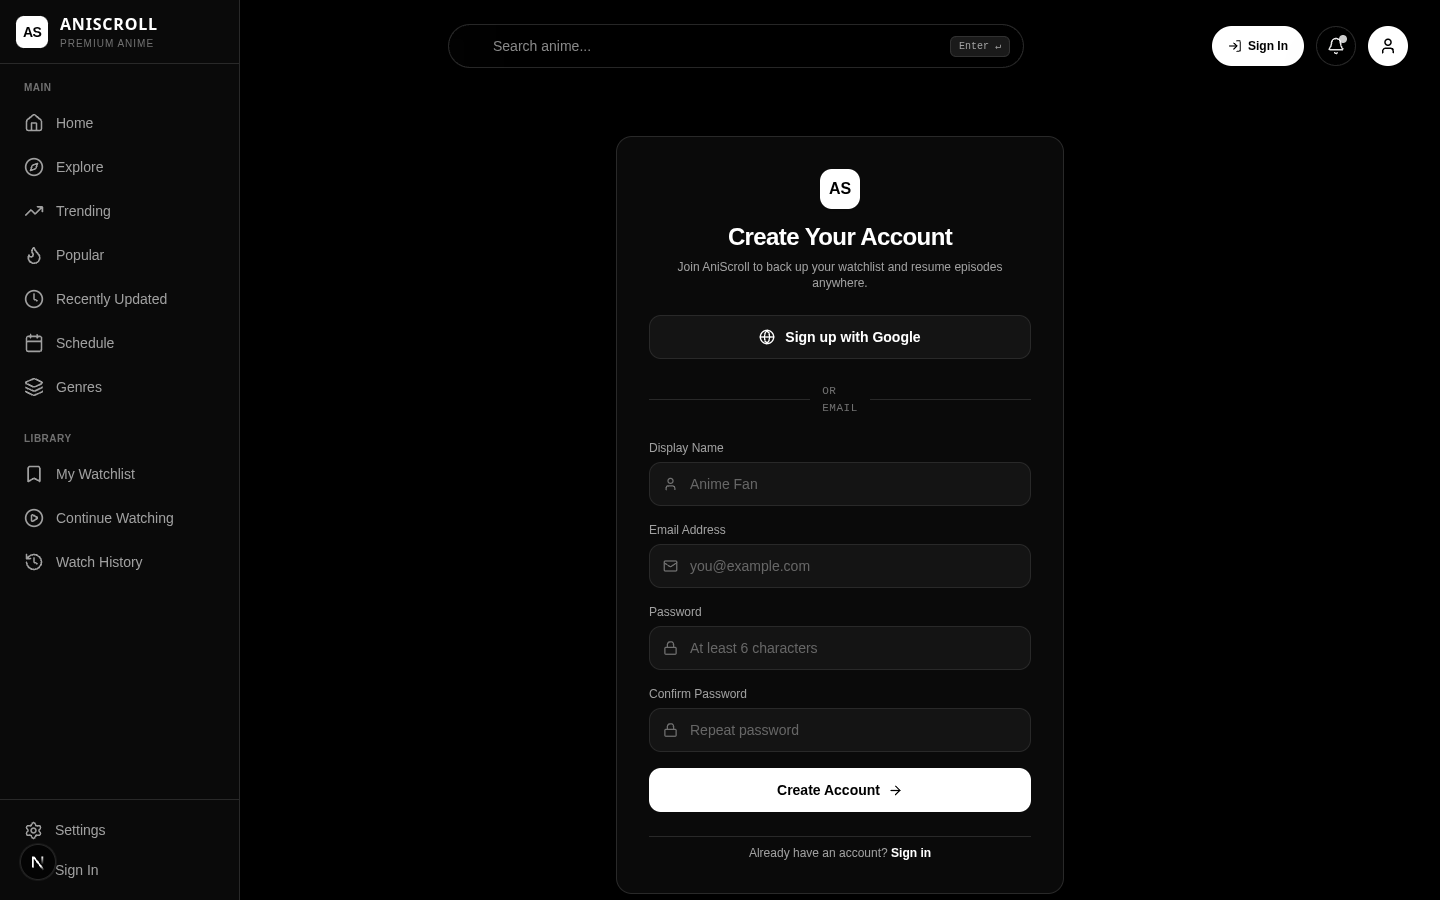 AS
ANISCROLL
PREMIUM ANIME
MAIN
Home
Explore
Trending
Popular
Recently Updated
Schedule
Genres
LIBRARY
My Watchlist
Continue Watching
Watch History
Settings
N
Sign In
Search anime...
Enter ↵
Sign In
AS
Create Your Account
Join AniScroll to back up your watchlist and resume episodes
anywhere.
Sign up with Google
OR
EMAIL
Display Name
Anime Fan
Email Address
you@example.com
Password
At least 6 characters
Confirm Password
Repeat password
Create Account →
Already have an account? Sign in